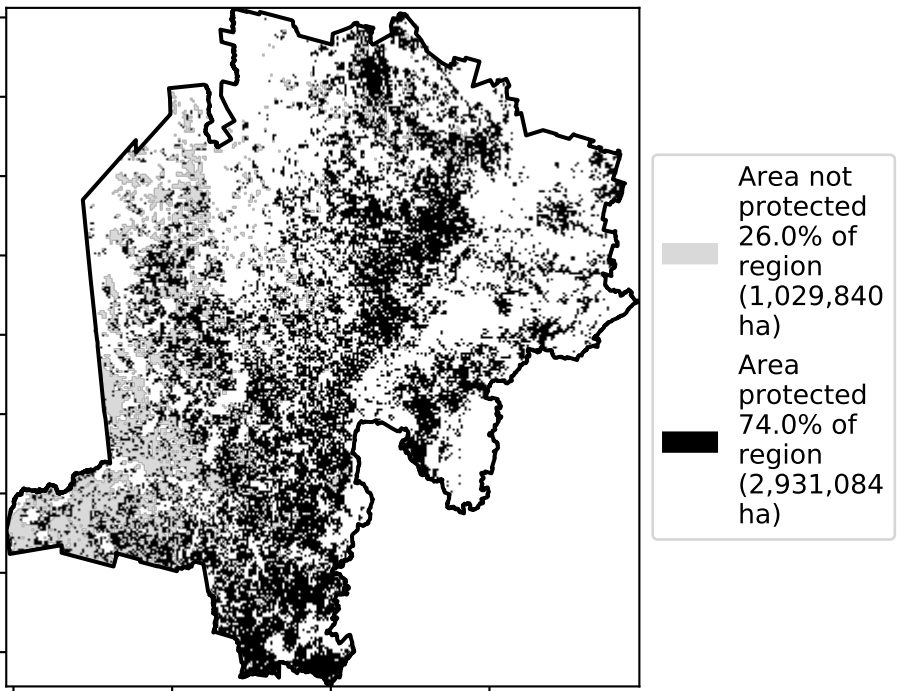 Area not
protected
26.0% of
region
(1,029,840
ha)
Area
protected
74.0% of
region
(2,931,084
ha)